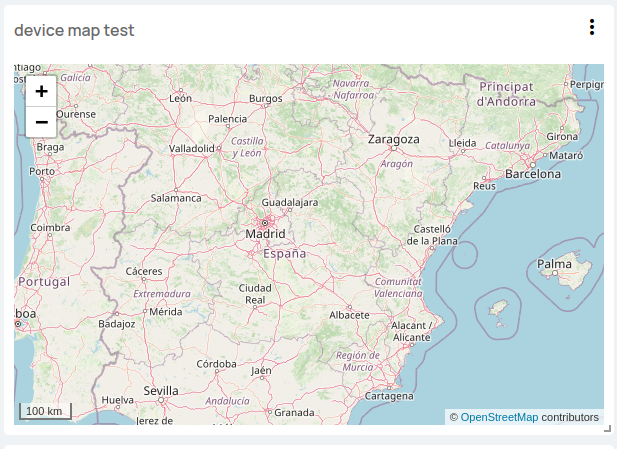 device map test
ntiago
Galicia
León
Burgos
Navarra
Nafarroa
Principat
d'Andorra
Perpign
+
−
Ourense
Palencia
Braga
Valladolid
Castilla
y León
Zaragoza
Lleida
Catalunya
Girona
Mataró
Porto
Aragón
Barcelona
Reus
Salamanca
Guadalajara
Coimbra
Madrid
Castelló
de la Plana
España
Palma
Portugal
Cáceres
Extremadura
Ciudad
Real
Comunitat
Valenciana
boa
Badajoz
Mérida
Albacete
Alacant /
Alicante
Región de
Murcia
Córdoba
Jaén
Sevilla
Cartagena
Huelva
Andalucía
100 km
Granada
Jerez de
© OpenStreetMap contributors